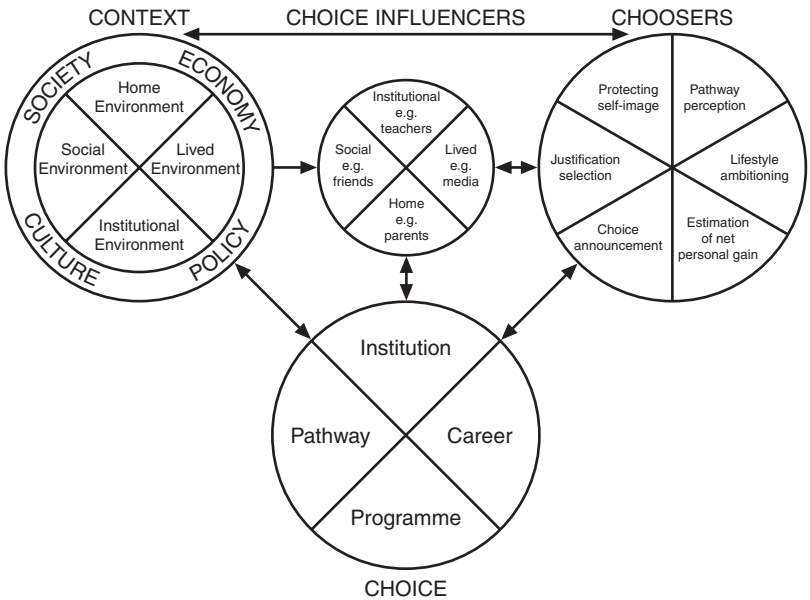 CONTEXT
CHOICE INFLUENCERS
CHOOSERS
SOCIETY
ECONOMY
CULTURE
POLICY
Home
Environment
Social
Environment
Lived
Environment
Institutional
Environment
Institutional
e.g.
teachers
Social
e.g.
friends
Lived
e.g.
media
Home
e.g.
parents
Protecting
self-image
Pathway
perception
Justification
selection
Lifestyle
ambitioning
Choice
announcement
Estimation
of net
personal gain
Institution
Pathway
Career
Programme
CHOICE